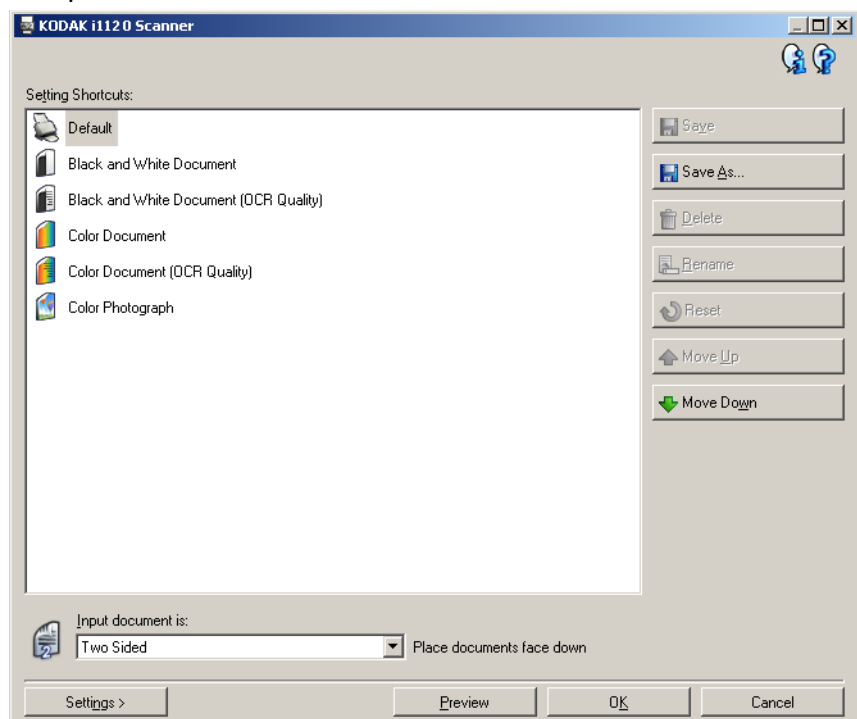 KODAK i1120 Scanner
Setting Shortcuts:
Default
Black and White Document
Black and White Document (OCR Quality)
Color Document
Color Document (OCR Quality)
Color Photograph
Save
Save As...
Delete
Rename
Reset
Move Up
Move Down
Input document is:
2
Two Sided
Place documents face down
Settings >
Preview
OK
Cancel